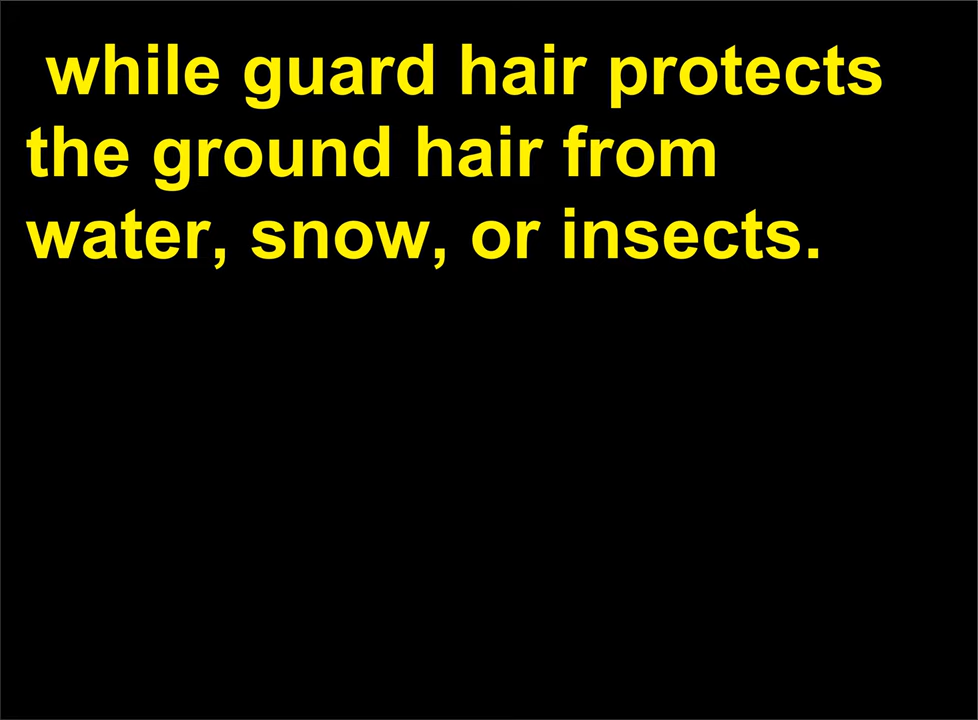 while guard hair protects
the ground hair from
water, snow, or insects.